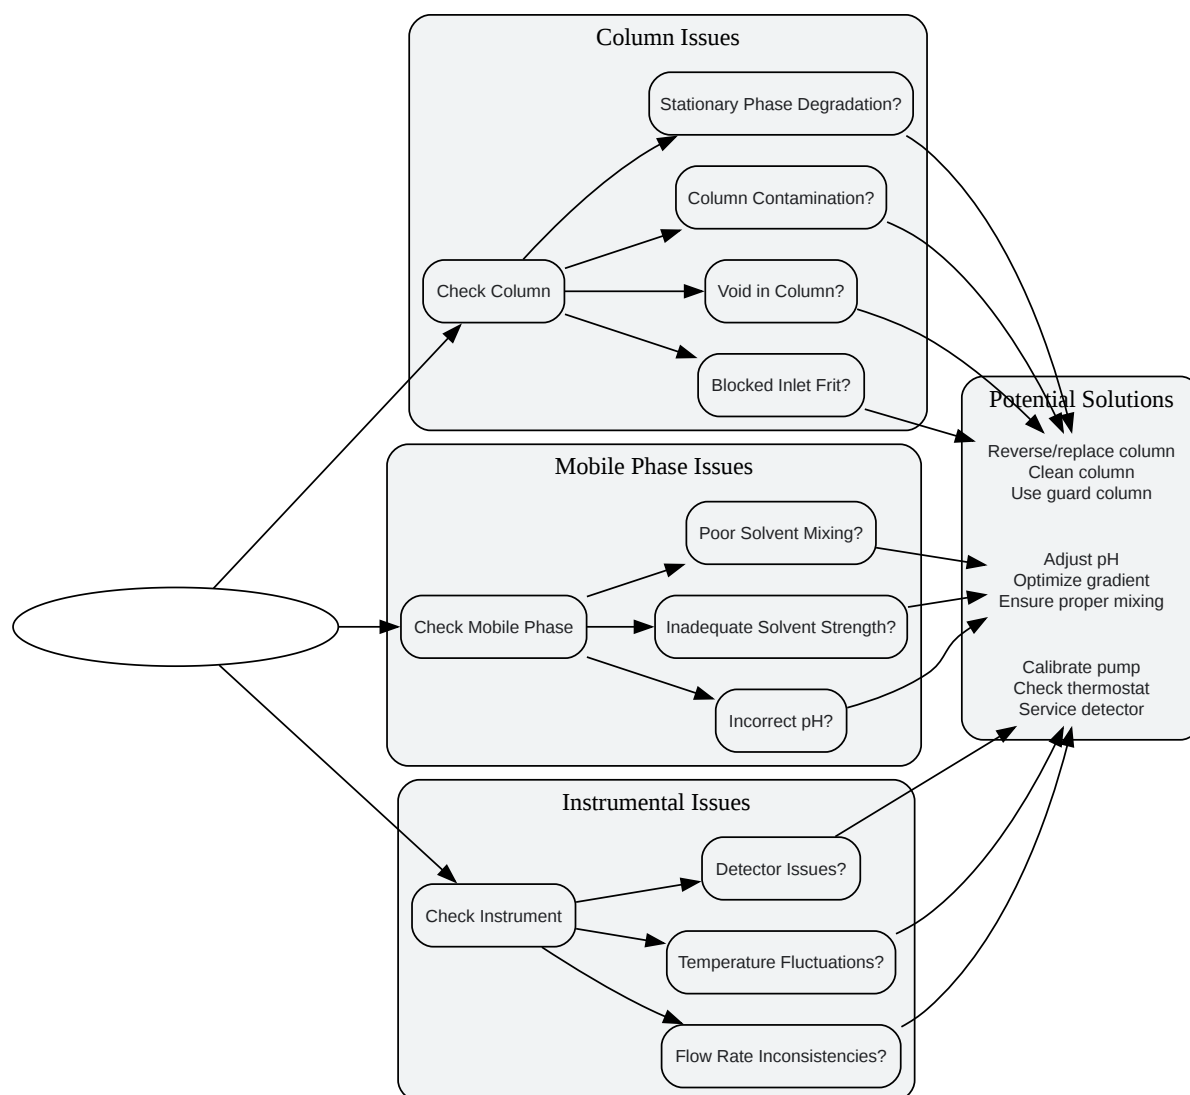 Column Issues
Stationary Phase Degradation?
Column Contamination?
Check Column
Void in Column?
Blocked Inlet Frit?
Potential Solutions
Reverse/replace column
Clean column
Use guard column
Mobile Phase Issues
Poor Solvent Mixing?
Check Mobile Phase
Inadequate Solvent Strength?
Incorrect pH?
Adjust pH
Optimize gradient
Ensure proper mixing
Calibrate pump
Check thermostat
Service detector
Instrumental Issues
Detector Issues?
Check Instrument
Temperature Fluctuations?
Flow Rate Inconsistencies?